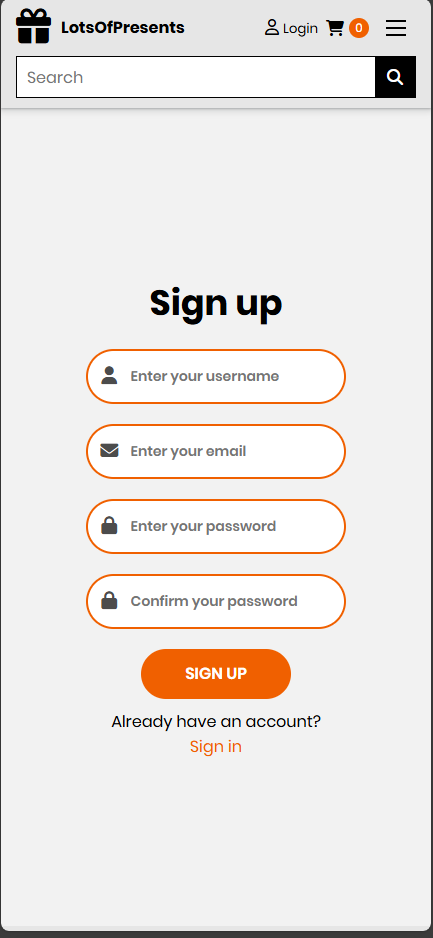 LotsOfPresents
Login
0
Search
Sign up
Enter your username
Enter your email
Enter your password
Confirm your password
SIGN UP
Already have an account?
Sign in